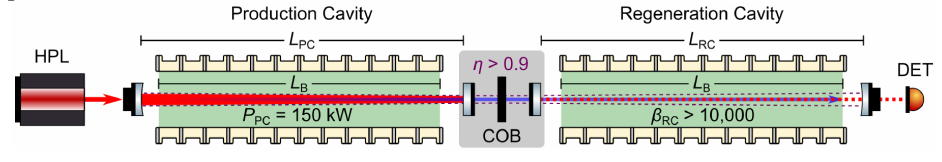 Production Cavity
Regeneration Cavity
L_PC
L_RC
HPL
η > 0.9
DET
L_B
L_B
P_PC = 150 kW
COB
β_RC > 10,000